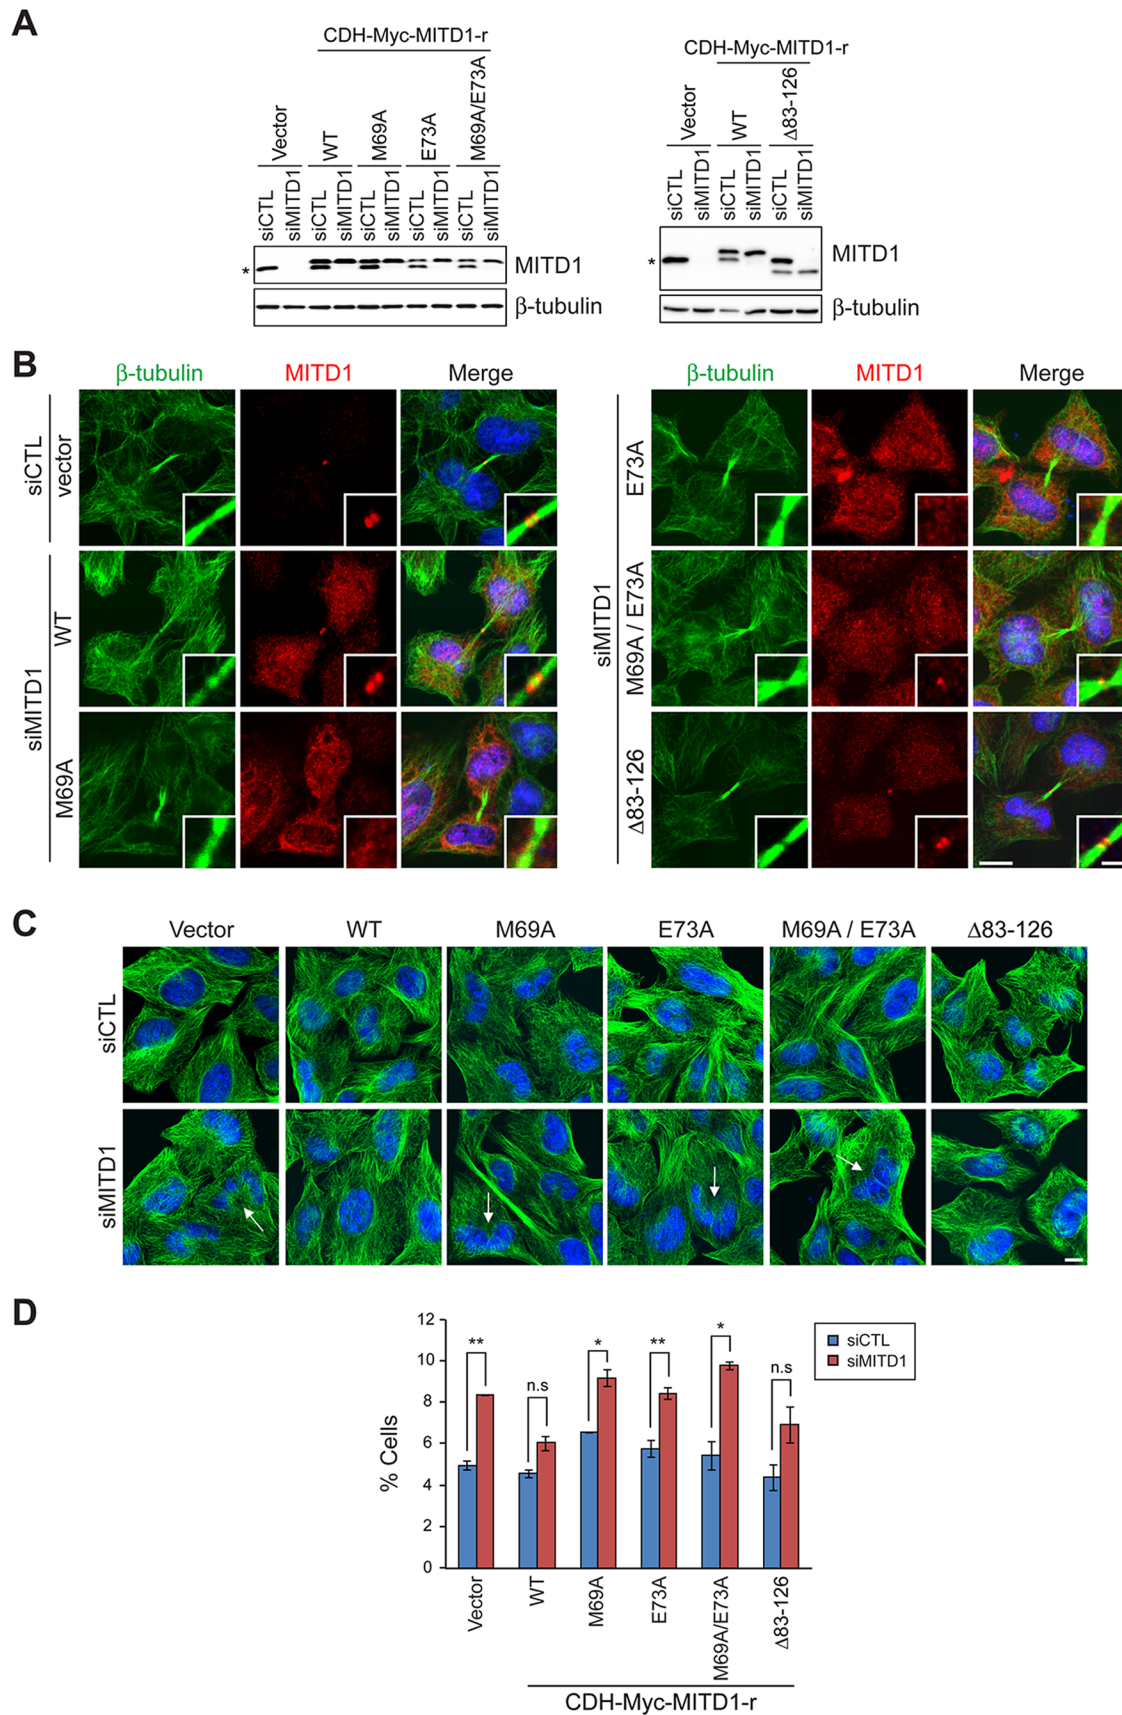 A
CDH-Myc-MITD1-r
Vector
WT
M69A
E73A
M69A/E73A
siCTL
siMITD1
siCTL
siMITD1
siCTL
siMITD1
siCTL
siMITD1
siCTL
siMITD1
*
MITD1
β-tubulin
CDH-Myc-MITD1-r
Vector
WT
Δ83-126
siCTL
siMITD1
siCTL
siMITD1
siCTL
siMITD1
*
MITD1
β-tubulin
B
β-tubulin
MITD1
Merge
siCTL
vector
siMITD1
WT
M69A
β-tubulin
MITD1
Merge
siMITD1
E73A
M69A / E73A
Δ83-126
C
Vector
WT
M69A
E73A
M69A / E73A
Δ83-126
siCTL
siMITD1
D
% Cells
12
10
8
6
4
2
0
**
n.s
*
**
*
n.s
siCTL
siMITD1
Vector
WT
M69A
E73A
M69A/E73A
Δ83-126
CDH-Myc-MITD1-r